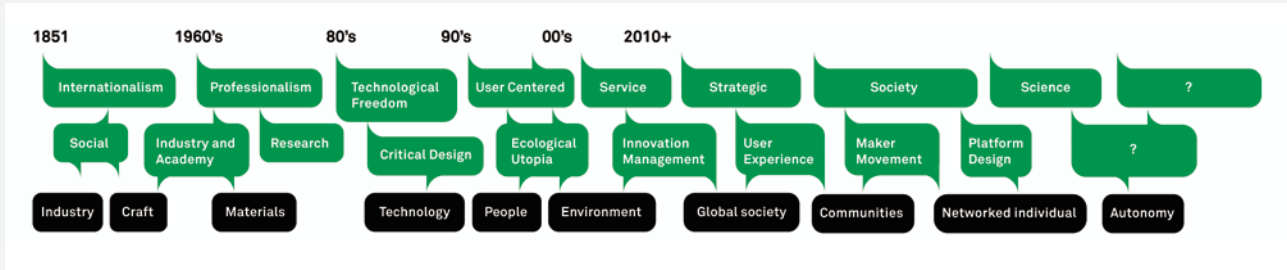 1851 1960's 80's 90's 00's 2010+
Internationalism
Professionalism
Technological
Freedom
User Centered
Service
Strategic
Society
Science
?
Social
Industry and
Academy
Research
Critical Design
Ecological
Utopia
Innovation
Management
User
Experience
Maker
Movement
Platform
Design
?
Industry
Craft
Materials
Technology
People
Environment
Global society
Communities
Networked individual
Autonomy